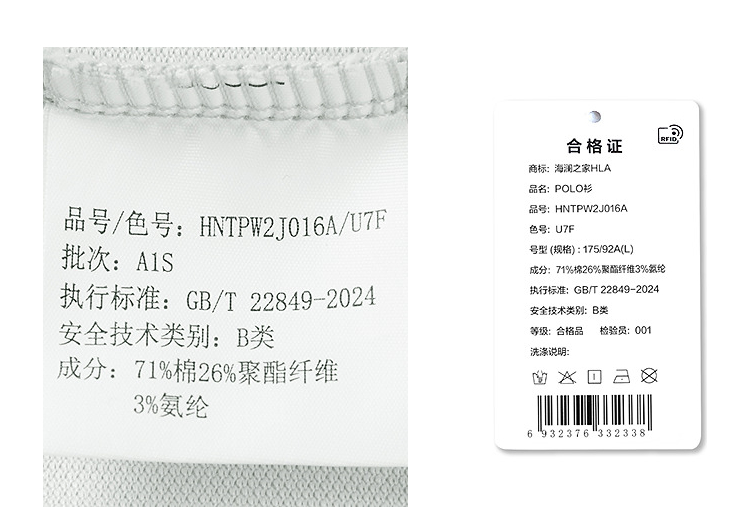 品号/色号: HNTPW2J016A/U7F
批次: A1S
执行标准: GB/T 22849-2024
安全技术类别: B类
成分: 71%棉26%聚酯纤维
3%氨纶
RFID
合格证
商标: 海澜之家HLA
品名: POLO衫
品号: HNTPW2J016A
色号: U7F
号型 (规格) : 175/92A(L)
成分: 71%棉26%聚酯纤维3%氨纶
执行标准: GB/T 22849-2024
安全技术类别: B类
等级: 合格品 检验员: 001
洗涤说明:
6 932376 332338